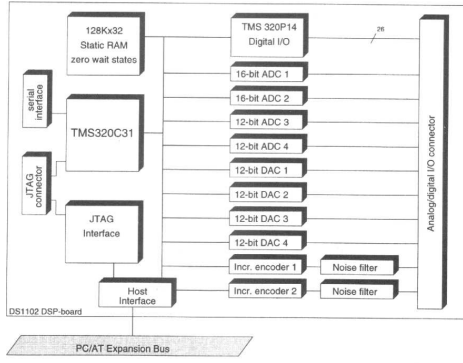 128Kx32
Static RAM
zero wait states
TMS 320P14
Digital I/O
26
16-bit ADC 1
16-bit ADC 2
12-bit ADC 3
12-bit ADC 4
12-bit DAC 1
12-bit DAC 2
12-bit DAC 3
12-bit DAC 4
Incr. encoder 1
Noise filter
Incr. encoder 2
Noise filter
Analog/digital I/O connector
serial
interface
TMS320C31
JTAG
connector
JTAG
Interface
Host
Interface
DS1102 DSP-board
PC/AT Expansion Bus